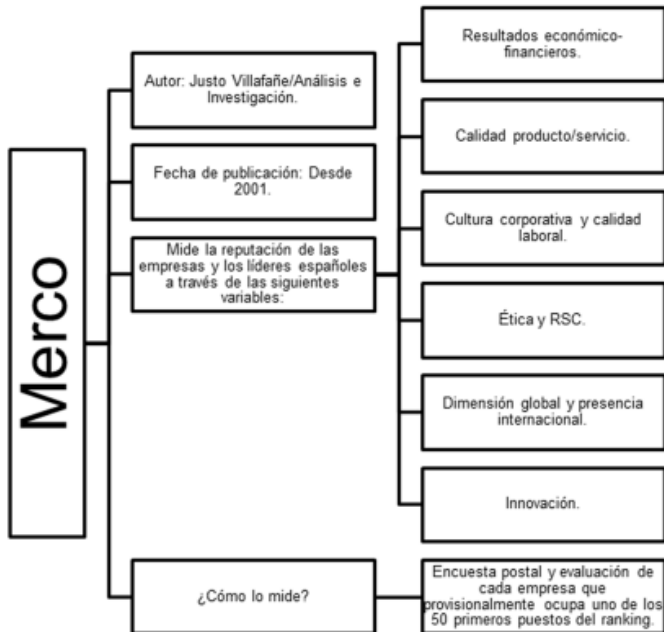 Merco
Autor: Justo Villafañe/Análisis e
Investigación.
Fecha de publicación: Desde
2001.
Mide la reputación de las
empresas y los líderes españoles
a través de las siguientes
variables:
Resultados económico-
financieros.
Calidad producto/servicio.
Cultura corporativa y calidad
laboral.
Ética y RSC.
Dimensión global y presencia
internacional.
Innovación.
¿Cómo lo mide?
Encuesta postal y evaluación de
cada empresa que
provisionalmente ocupa uno de los
50 primeros puestos del ranking.